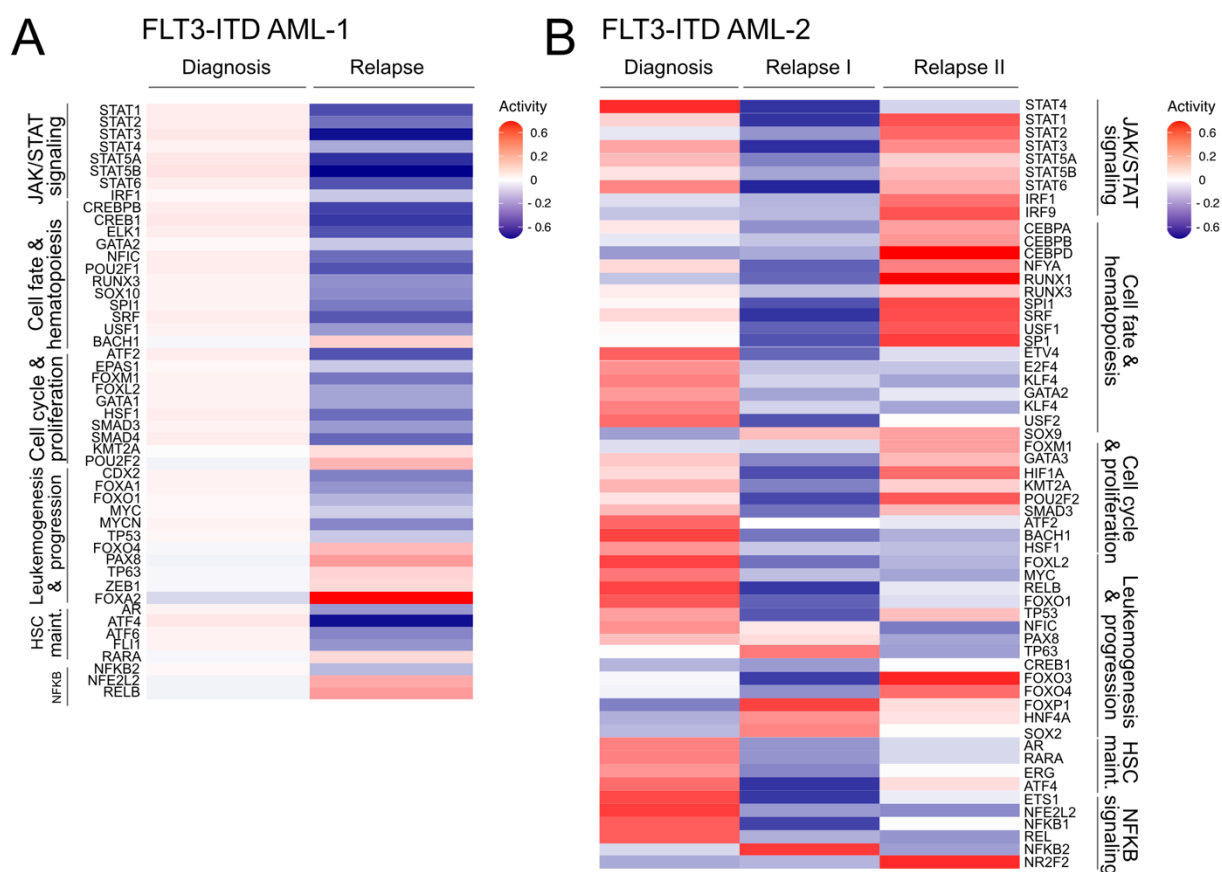 A
FLT3-ITD AML-1
Diagnosis
Relapse
JAK/STAT
signaling
STAT1
STAT2
STAT3
STAT4
STAT5A
STAT5B
STAT6
IRF1
Cell fate &
hematopoiesis
CREBPB
CREB1
ELK1
GATA2
NFIC
POU2F1
RUNX3
SOX10
SPI1
SRF
USF1
BACH1
Cell cycle &
proliferation
ATF2
EPAS1
FOXM1
FOXL2
GATA1
HSF1
SMAD3
SMAD4
KMT2A
POU2F2
Leukemogenesis
& progression
CDX2
FOXA1
FOXO1
MYC
MYCN
TP53
FOXO4
PAX8
TP63
ZEB1
FOXA2
HSC
maint.
AR
ATF4
ATF6
FLI1
RARA
NFKB
NFKB2
NFE2L2
RELB
Activity
0.6
0.2
0
- 0.2
- 0.6
B
FLT3-ITD AML-2
Diagnosis
Relapse I
Relapse II
STAT4
STAT1
STAT2
STAT3
STAT5A
STAT5B
STAT6
IRF1
IRF9
JAK/STAT
signaling
CEBPA
CEBPB
CEBPD
NFYA
RUNX1
RUNX3
SPI1
SRF
USF1
SP1
ETV4
E2F4
KLF4
GATA2
KLF4
USF2
SOX9
Cell fate &
hematopoiesis
FOXM1
GATA3
HIF1A
KMT2A
POU2F2
SMAD3
ATF2
BACH1
HSF1
Cell cycle
& proliferation
FOXL2
MYC
RELB
FOXO1
TP53
NFIC
PAX8
TP63
CREB1
FOXO3
FOXO4
FOXP1
HNF4A
SOX2
Leukemogenesis
& progression
AR
RARA
ERG
ATF4
HSC
maint.
ETS1
NFE2L2
NFKB1
REL
NFKB2
NR2F2
NFKB
signaling
Activity
0.6
0.2
0
- 0.2
- 0.6